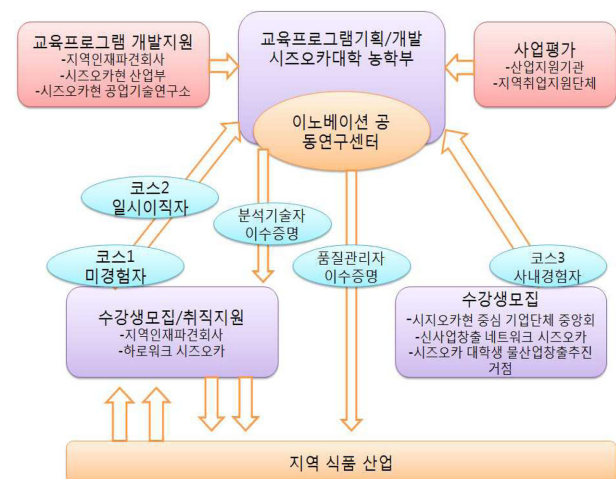 교육프로그램 개발지원
-지역인재파견회사
-시즈오카현 산업부
-시즈오카현 공업기술연구소
교육프로그램기획/개발
시즈오카대학 농학부
이노베이션 공
동연구센터
사업평가
-산업지원기관
-지역취업지원단체
코스2
일시이직자
코스1
미경험자
분석기술자
이수증명
품질관리자
이수증명
코스3
사내경험자
수강생모집/취직지원
-지역인재파견회사
-하로워크 시즈오카
수강생모집
-시지오카현 중심 기업단체 중앙회
-신사업창출 네트워크 시즈오카
-시즈오카 대학생 물산업창출추진
거점
지역 식품 산업